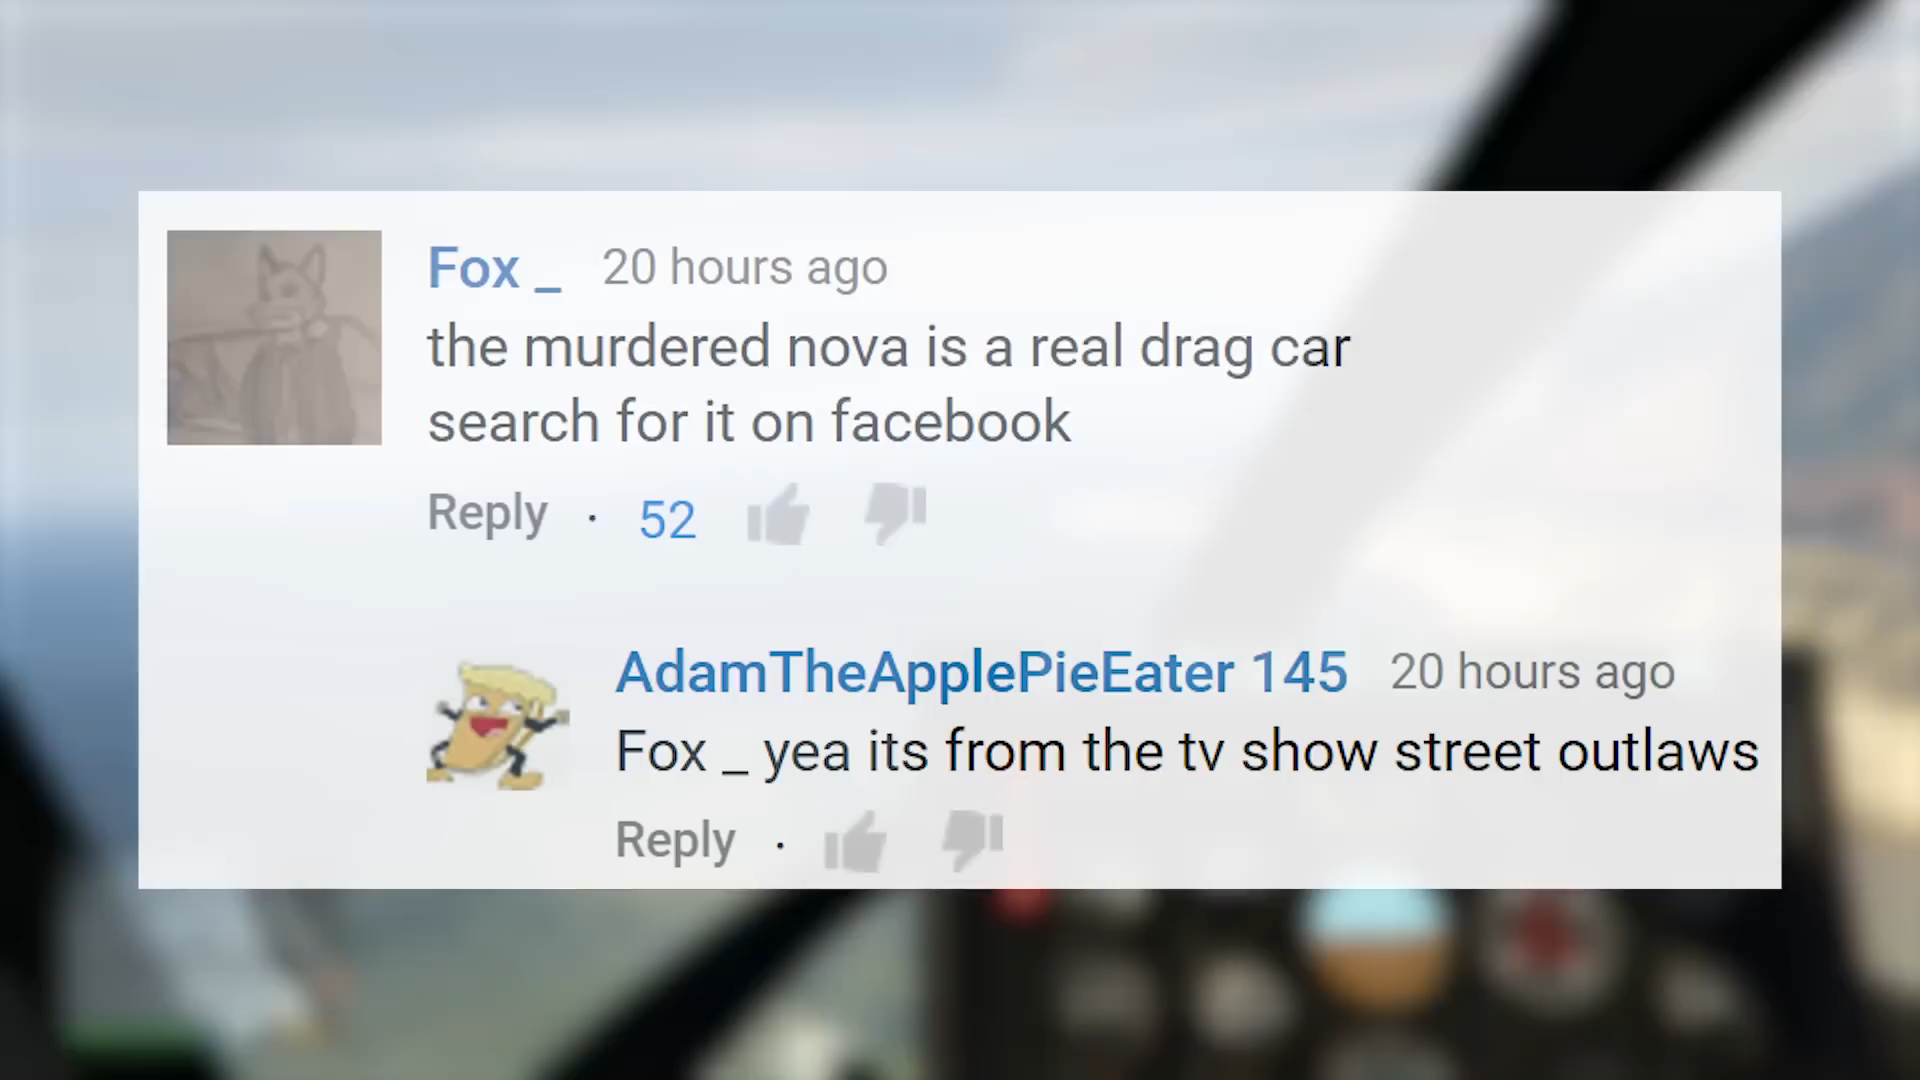 Fox _ 20 hours ago
the murdered nova is a real drag car
search for it on facebook
Reply · 52
AdamTheApplePieEater 145 20 hours ago
Fox _ yea its from the tv show street outlaws
Reply ·